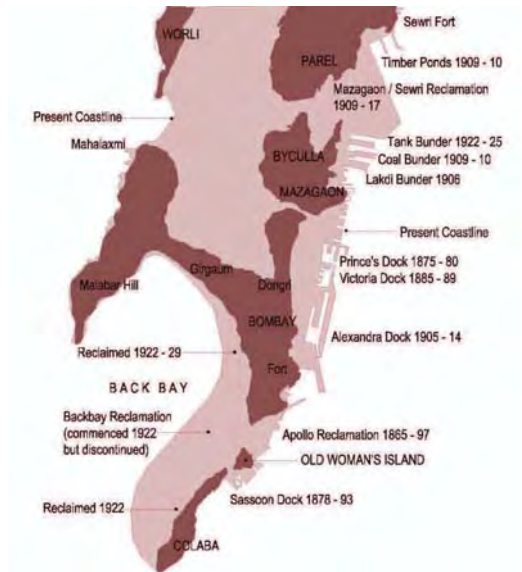 WORLI
Sewri Fort
PAREL
Timber Ponds 1909 - 10
Mazagaon / Sewri Reclamation
1909 - 17
Present Coastline
Mahalaxmi
Tank Bunder 1922 - 25
Coal Bunder 1909 - 10
BYCULLA
Lakdi Bunder 1906
MAZAGAON
Present Coastline
Prince's Dock 1875 - 80
Girgaum
Malabar Hill
Dongri
Victoria Dock 1885 - 89
BOMBAY
Alexandra Dock 1905 - 14
Reclaimed 1922 - 29
Fort
BACK BAY
Backbay Reclamation
(commenced 1922
but discontinued)
Apollo Reclamation 1865 - 97
OLD WOMAN'S ISLAND
Sassoon Dock 1878 - 93
Reclaimed 1922
COLABA